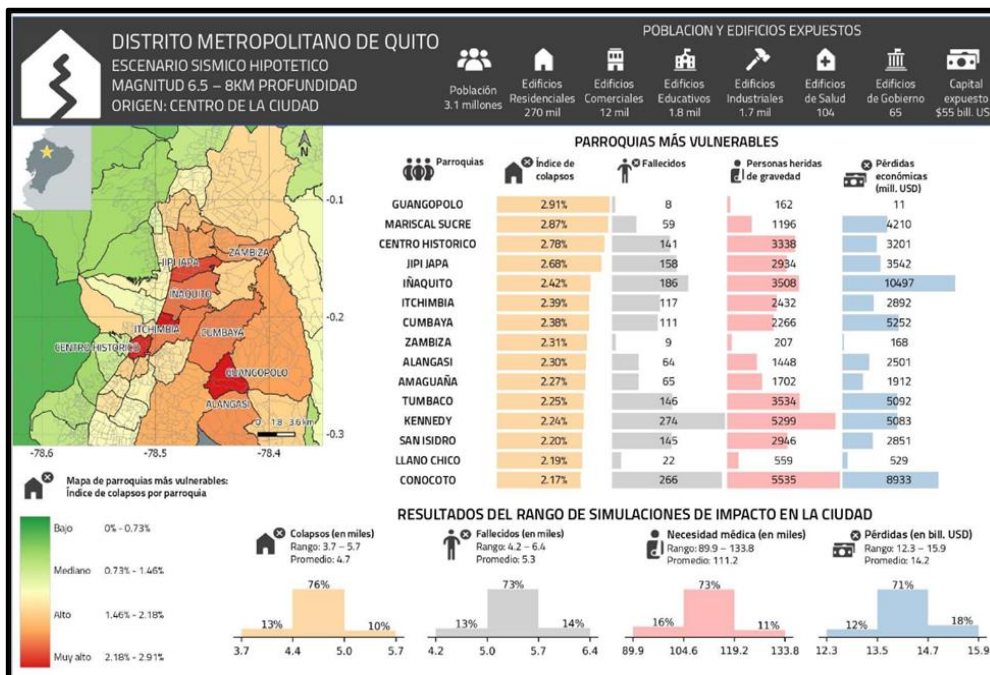 DISTRITO METROPOLITANO DE QUITO
ESCENARIO SISMICO HIPOTETICO
MAGNITUD 6.5 – 8KM PROFUNDIDAD
ORIGEN: CENTRO DE LA CIUDAD
POBLACION Y EDIFICIOS EXPUESTOS
Población
3.1 millones
Edificios
Residenciales
270 mil
Edificios
Comerciales
12 mil
Edificios
Educativos
1.8 mil
Edificios
Industriales
1.7 mil
Edificios
de Salud
104
Edificios
de Gobierno
65
Capital
expuesto
$55 bill. US
N
-0.1
-0.2
-0.3
-78.6
-78.5
-78.4
ZAMBIZA
JIPI JAPA
IÑAQUITO
ITCHIMBIA
CUMBAYA
CENTRO HISTORICO
GUANGOPOLO
ALANGASI
0 1.8 3.6 km
Mapa de parroquias más vulnerables:
Índice de colapsos por parroquia
Bajo 0% - 0.73%
Mediano 0.73% - 1.46%
Alto 1.46% - 2.18%
Muy alto 2.18% - 2.91%
PARROQUIAS MÁS VULNERABLES
Parroquias
Índice de
colapsos
Fallecidos
Personas heridas
de gravedad
Pérdidas
económicas
(mill. USD)
GUANGOPOLO 2.91% 8 162 11
MARISCAL SUCRE 2.87% 59 1196 4210
CENTRO HISTORICO 2.78% 141 3338 3201
JIPI JAPA 2.68% 158 2934 3542
IÑAQUITO 2.42% 186 3508 10497
ITCHIMBIA 2.39% 117 2432 2892
CUMBAYA 2.38% 111 2266 5252
ZAMBIZA 2.31% 9 207 168
ALANGASI 2.30% 64 1448 2501
AMAGUAÑA 2.27% 65 1702 1912
TUMBACO 2.25% 146 3534 5092
KENNEDY 2.24% 274 5299 5083
SAN ISIDRO 2.20% 145 2946 2851
LLANO CHICO 2.19% 22 559 529
CONOCOTO 2.17% 266 5535 8933
RESULTADOS DEL RANGO DE SIMULACIONES DE IMPACTO EN LA CIUDAD
Colapsos (en miles)
Rango: 3.7 – 5.7
Promedio: 4.7
13% 76% 10%
3.7 4.4 5.0 5.7
Fallecidos (en miles)
Rango: 4.2 – 6.4
Promedio: 5.3
13% 73% 14%
4.2 5.0 5.7 6.4
Necesidad médica (en miles)
Rango: 89.9 – 133.8
Promedio: 111.2
16% 73% 11%
89.9 104.6 119.2 133.8
Pérdidas (en bill. USD)
Rango: 12.3 – 15.9
Promedio: 14.2
12% 71% 18%
12.3 13.5 14.7 15.9